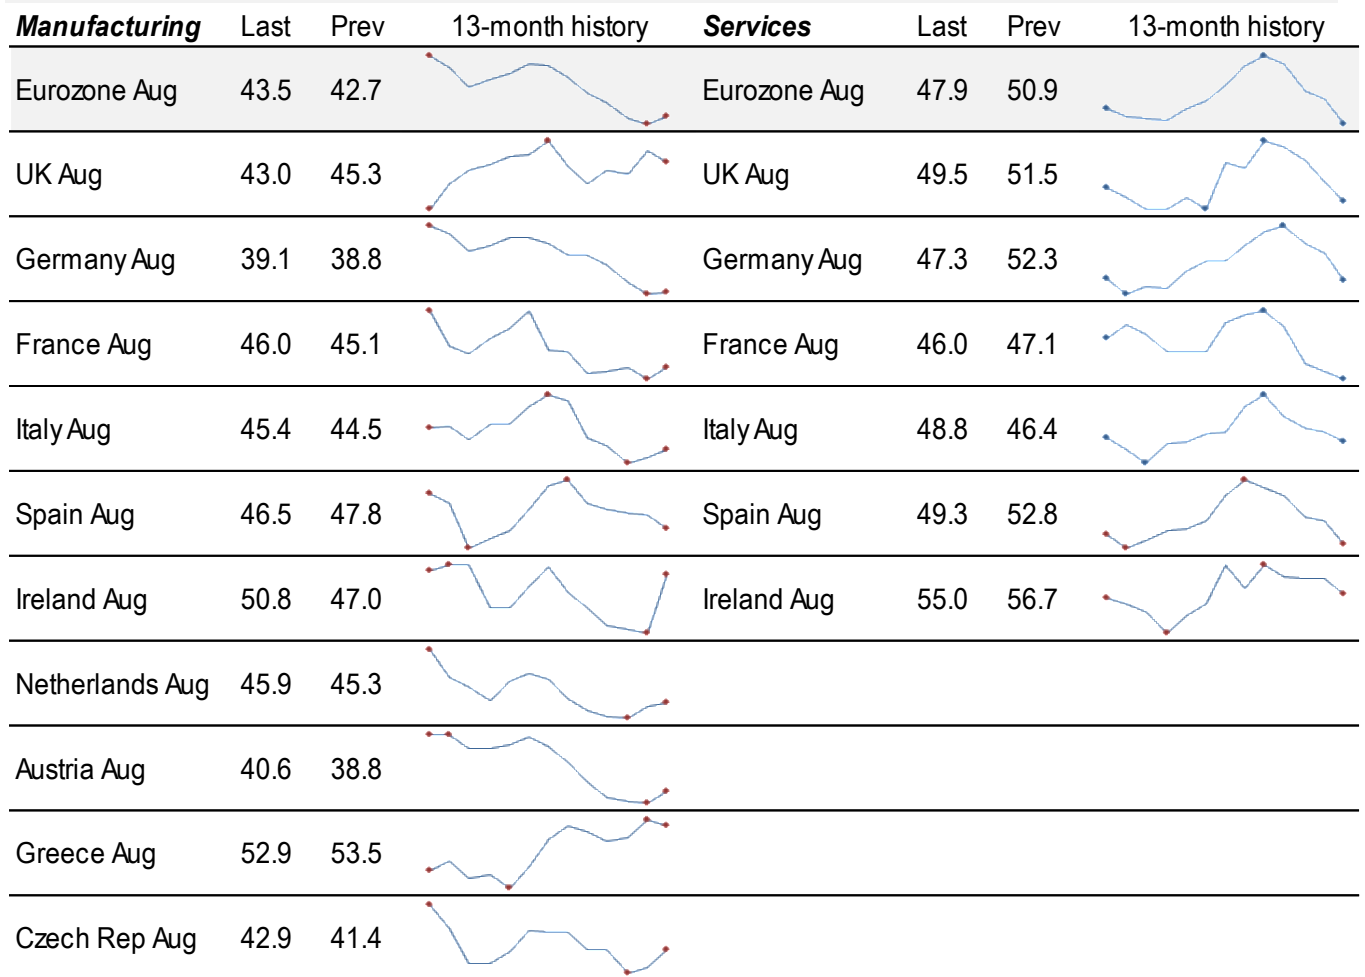 Manufacturing Last Prev 13-month history Services Last Prev 13-month history
Eurozone Aug 43.5 42.7 Eurozone Aug 47.9 50.9
UK Aug 43.0 45.3 UK Aug 49.5 51.5
Germany Aug 39.1 38.8 Germany Aug 47.3 52.3
France Aug 46.0 45.1 France Aug 46.0 47.1
Italy Aug 45.4 44.5 Italy Aug 48.8 46.4
Spain Aug 46.5 47.8 Spain Aug 49.3 52.8
Ireland Aug 50.8 47.0 Ireland Aug 55.0 56.7
Netherlands Aug 45.9 45.3
Austria Aug 40.6 38.8
Greece Aug 52.9 53.5
Czech Rep Aug 42.9 41.4